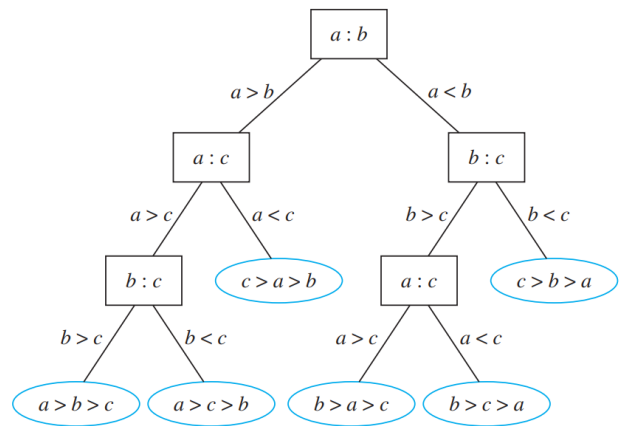 a : b
a > b
a < b
a : c
b : c
a > c
a < c
b > c
b < c
b : c
c > a > b
a : c
c > b > a
b > c
b < c
a > c
a < c
a > b > c
a > c > b
b > a > c
b > c > a